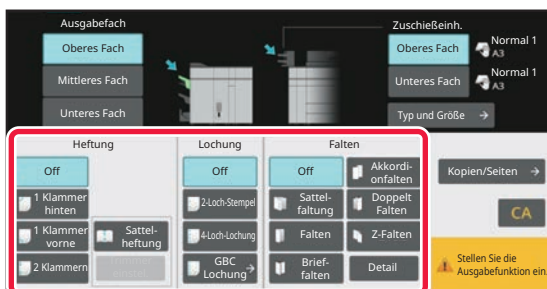 Ausgabefach
Oberes Fach
Mittleres Fach
Unteres Fach
Zuschießeinh.
Oberes Fach
Normal 1
A3
Unteres Fach
Normal 1
A3
Typ und Größe
Heftung
Off
1 Klammer
hinten
1 Klammer
vorne
2 Klammern
Sattel-
heftung
Lochung
Off
2-Loch-Stempel
4-Loch-Lochung
GBC
Lochung
Falten
Off
Sattel-
faltung
Falten
Brief-
falten
Akkordi-
onfalten
Doppelt
Falten
Z-Falten
Detail
Kopien/Seiten
CA
Stellen Sie die
Ausgabefunktion ein.